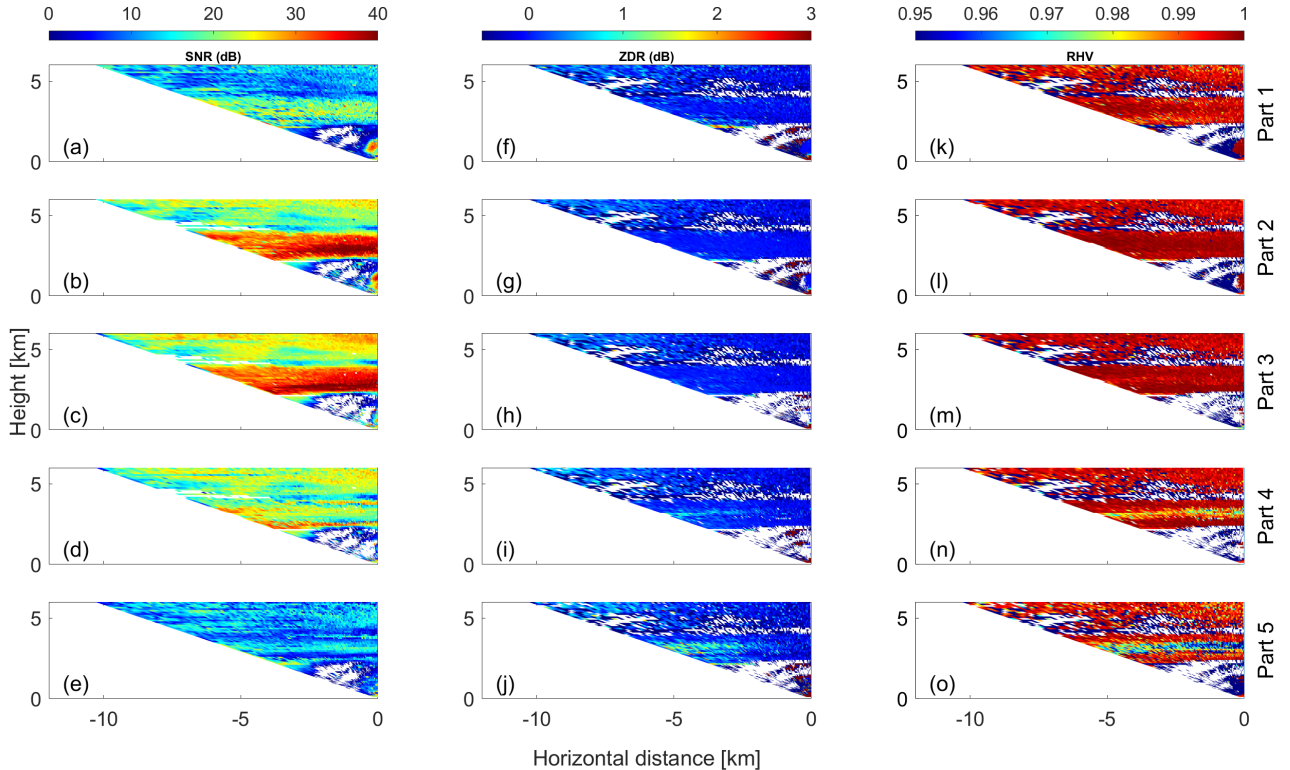 0 10 20 30 40 0 1 2 3 0.95 0.96 0.97 0.98 0.99 1
SNR (dB) ZDR (dB) RHV
5 5 5
(a) (f) (k) Part 1
0 0 0
5 5 5
(b) (g) (l) Part 2
0 0 0
5 5 5
(c) (h) (m) Part 3
0 0 0
Height [km]
5 5 5
(d) (i) (n) Part 4
0 0 0
5 5 5
(e) (j) (o) Part 5
0 0 0
-10 -5 0 -10 -5 0 -10 -5 0
Horizontal distance [km]